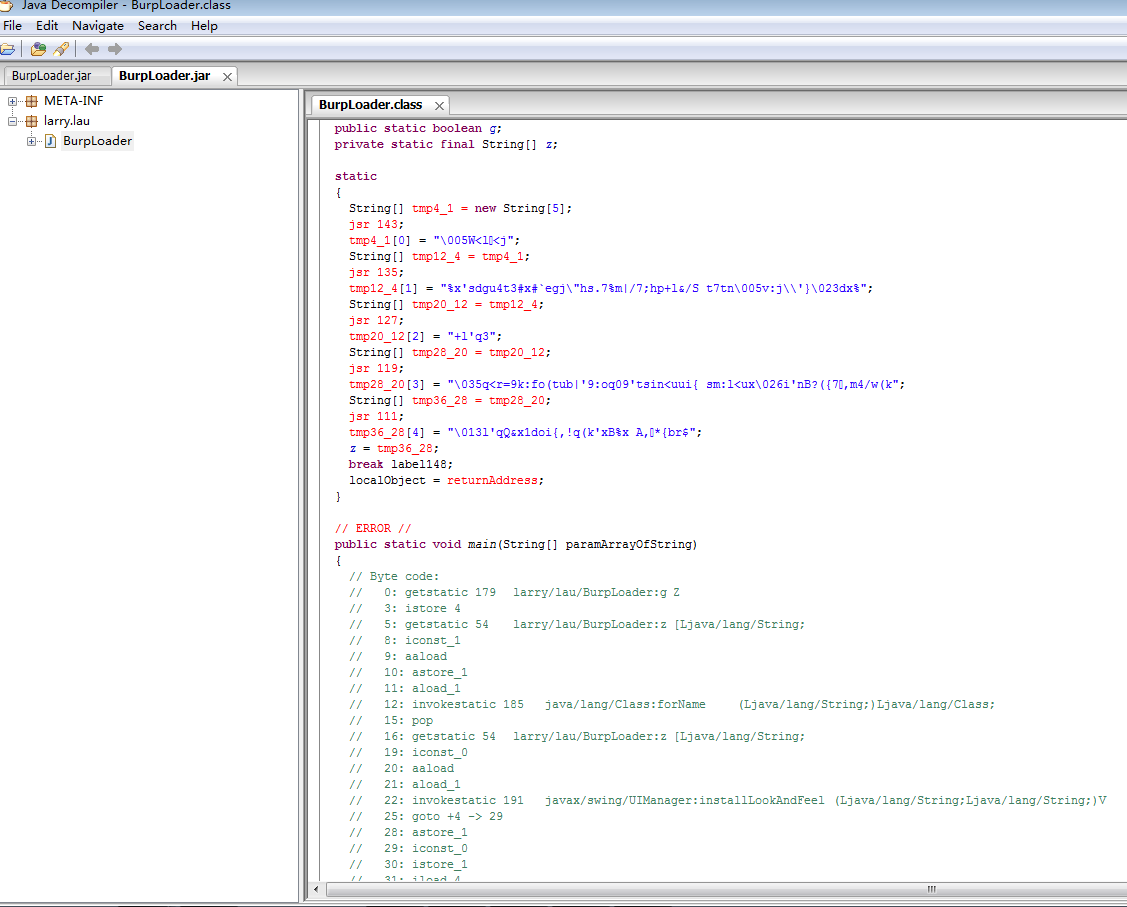 Java Decompiler - BurpLoader.class
File Edit Navigate Search Help
BurpLoader.jar
BurpLoader.jar
META-INF
larry.lau
BurpLoader
BurpLoader.class
public static boolean g;
private static final String[] z;
static
{
String[] tmp4_1 = new String[5];
jsr 143;
tmp4_1[0] = "\005W<l▯<j";
String[] tmp12_4 = tmp4_1;
jsr 135;
tmp12_4[1] = "%x'sdgu4t3#x#`egj\"hs.7%m|/7;hp+l&/S t7tn\005v:j\\'}\023dx%";
String[] tmp20_12 = tmp12_4;
jsr 127;
tmp20_12[2] = "+l'q3";
String[] tmp28_20 = tmp20_12;
jsr 119;
tmp28_20[3] = "\035q<r=9k:fo(tub|'9:oq09'tsin<uui{ sm:l<ux\026i'nB?({7▯,m4/w(k";
String[] tmp36_28 = tmp28_20;
jsr 111;
tmp36_28[4] = "\013l'qQ&x1doi{,!q(k'xB%x A,▯*{br$";
z = tmp36_28;
break label148;
localObject = returnAddress;
}
// ERROR //
public static void main(String[] paramArrayOfString)
{
// Byte code:
// 0: getstatic 179 larry/lau/BurpLoader:g Z
// 3: istore 4
// 5: getstatic 54 larry/lau/BurpLoader:z [Ljava/lang/String;
// 8: iconst_1
// 9: aaload
// 10: astore_1
// 11: aload_1
// 12: invokestatic 185 java/lang/Class:forName (Ljava/lang/String;)Ljava/lang/Class;
// 15: pop
// 16: getstatic 54 larry/lau/BurpLoader:z [Ljava/lang/String;
// 19: iconst_0
// 20: aaload
// 21: aload_1
// 22: invokestatic 191 javax/swing/UIManager:installLookAndFeel (Ljava/lang/String;Ljava/lang/String;)V
// 25: goto +4 -> 29
// 28: astore_1
// 29: iconst_0
// 30: istore_1
// 31: iload 4